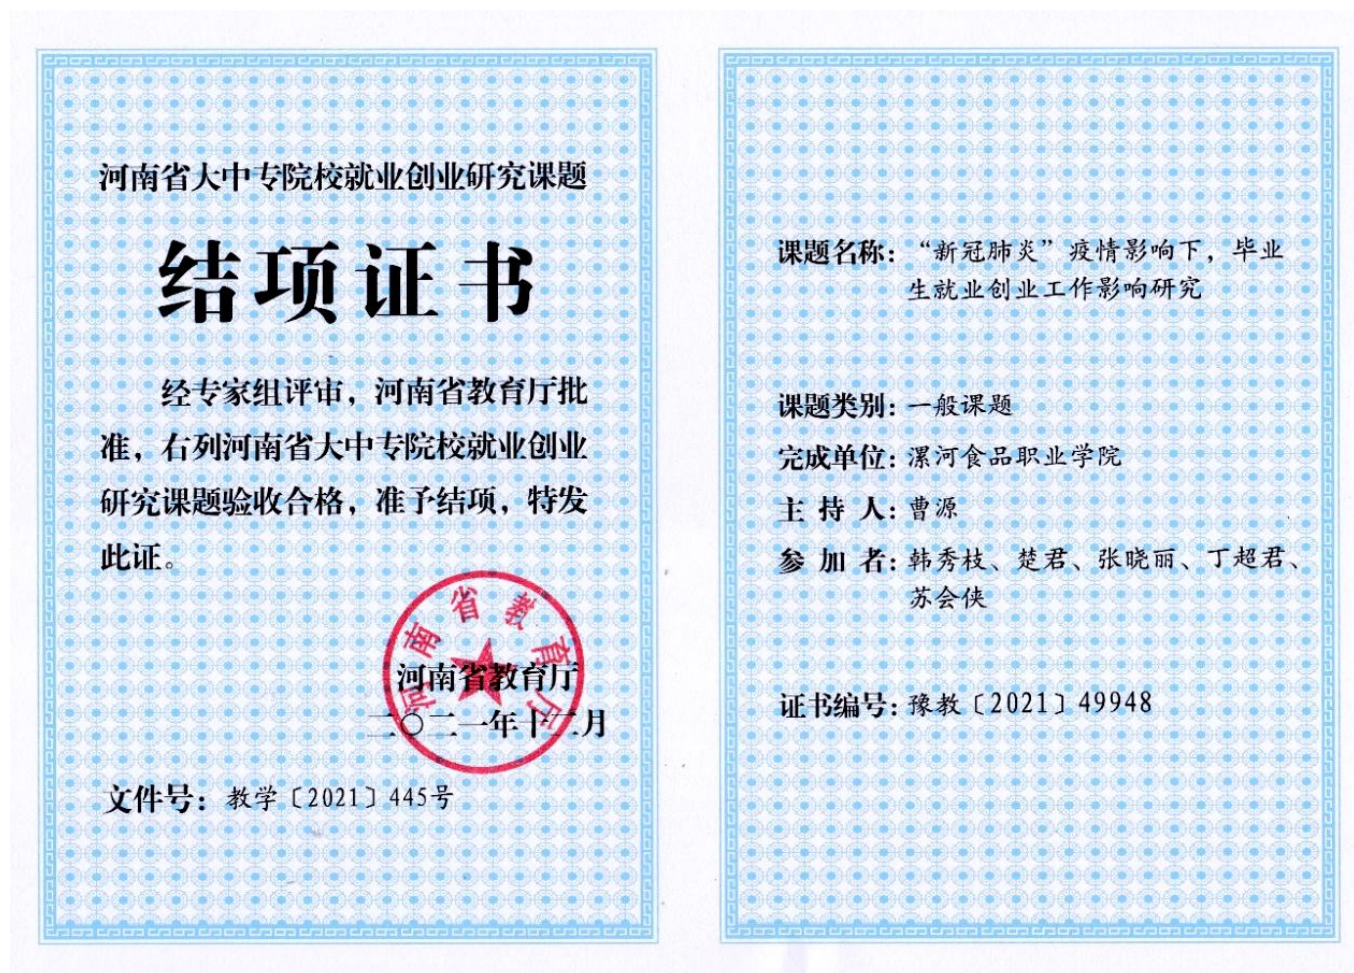 河南省大中专院校就业创业研究课题
结项证书
经专家组评审，河南省教育厅批
准，右列河南省大中专院校就业创业
研究课题验收合格，准予结项，特发
此证。
河南省教育厅
河南省教育厅
二〇二一年十二月
文件号：教学〔2021〕445号
课题名称：“新冠肺炎”疫情影响下，毕业
生就业创业工作影响研究
课题类别：一般课题
完成单位：漯河食品职业学院
主持人：曹源
参加者：韩秀枝、楚君、张晓丽、丁超君、
苏会侠
证书编号：豫教〔2021〕49948